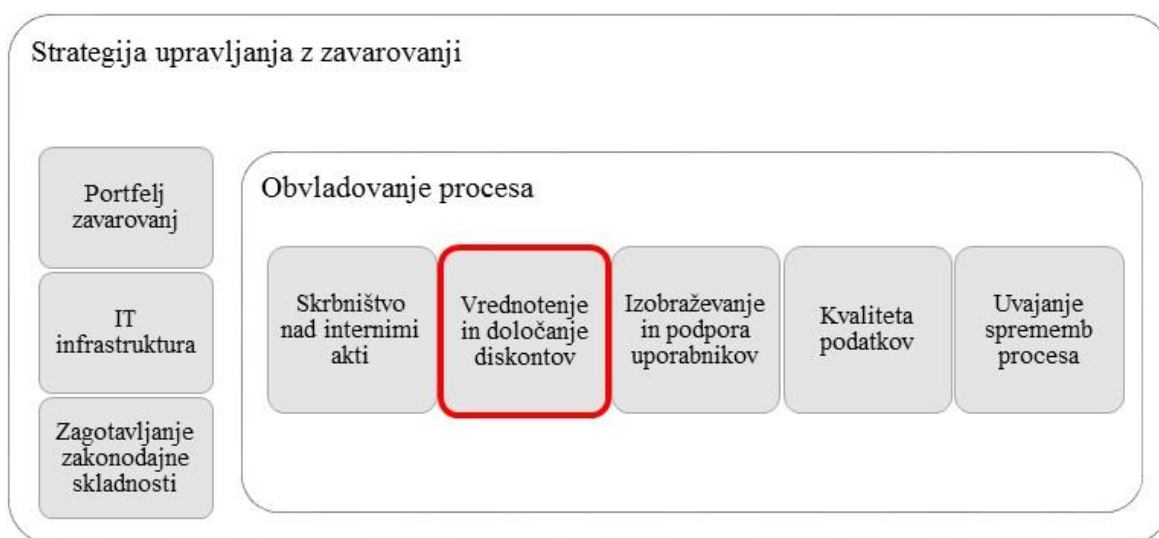 Strategija upravljanja z zavarovanji
Portfelj
zavarovanj
IT
infrastruktura
Zagotavljanje
zakonodajne
skladnosti
Obvladovanje procesa
Skrbništvo
nad internimi
akti
Vrednotenje
in določanje
diskontov
Izobraževanje
in podpora
uporabnikov
Kvaliteta
podatkov
Uvajanje
sprememb
procesa